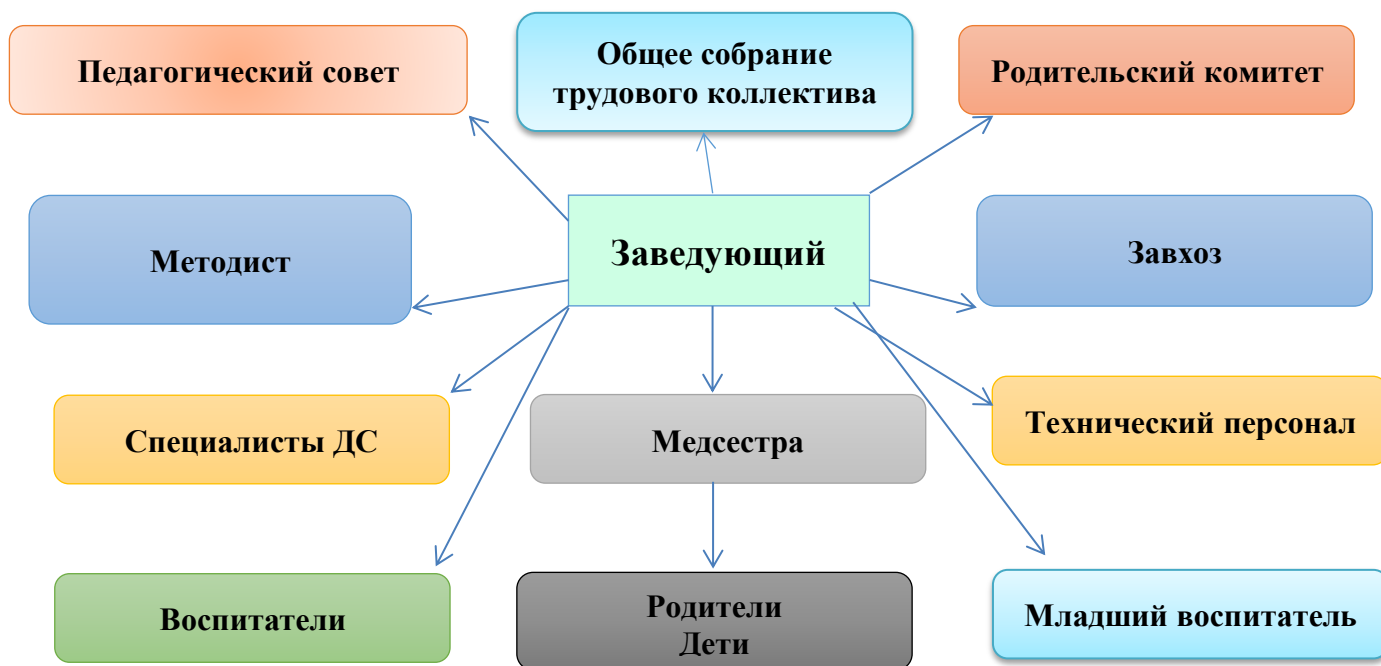 Педагогический совет
Общее собрание
трудового коллектива
Родительский комитет
Методист
Заведующий
Завхоз
Специалисты ДС
Медсестра
Технический персонал
Воспитатели
Родители
Дети
Младший воспитатель